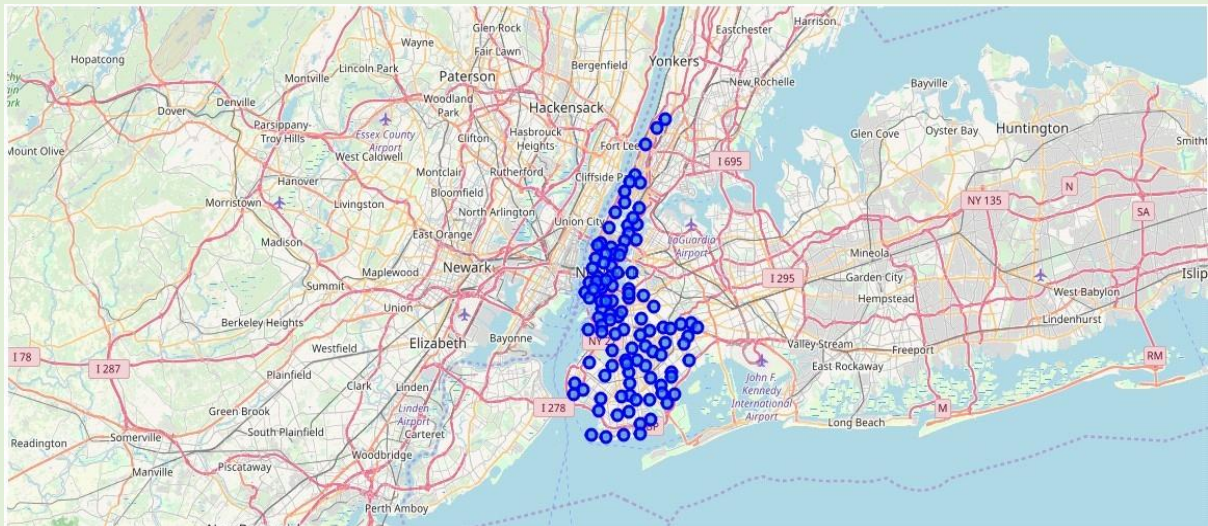 Harrison
Glen Rock
Eastchester
Hopatcong
Wayne
Fair Lawn
Lincoln Park
Bergenfield
Yonkers
Montville
Paterson
New Rochelle
Bayville
Denville
Woodland
Park
Hackensack
Dover
Parsippany-
Troy Hills
Essex County
Airport
Clifton
Hasbrouck
Heights
Glen Cove
Oyster Bay
Huntington
Mount Olive
West Caldwell
Fort Lee
I 695
Hanover
Montclair
Rutherford
Cliffside
N
Morristown
Livingston
Bloomfield
North Arlington
Union City
NY 135
SA
Madison
East Orange
LaGuardia
Airport
Mineola
Maplewood
Newark
I 295
Garden City
Summit
Union
Hempstead
West Babylon
Berkeley Heights
Lindenhurst
I 78
Westfield
Elizabeth
Bayonne
Valley Stream
Freeport
I 287
Plainfield
East Rockaway
RM
Clark
Linden
John F.
Kennedy
International
Airport
Green Brook
Linden
Airport
I 278
M
Long Beach
Readington
Somerville
South Plainfield
Carteret
Manville
Piscataway
Woodbridge
Perth Amboy